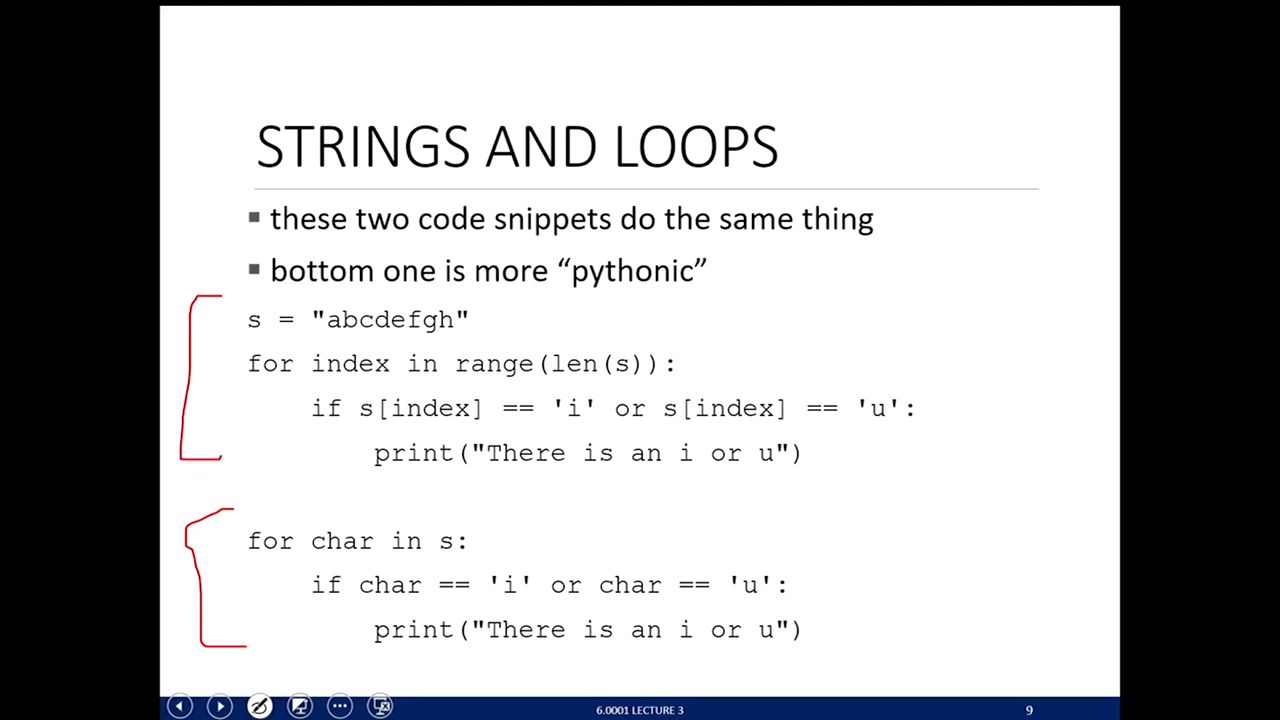 STRINGS AND LOOPS
▪ these two code snippets do the same thing
▪ bottom one is more “pythonic”
s = "abcdefgh"
for index in range(len(s)):
    if s[index] == 'i' or s[index] == 'u':
        print("There is an i or u")
for char in s:
    if char == 'i' or char == 'u':
        print("There is an i or u")
6.0001 LECTURE 3
9